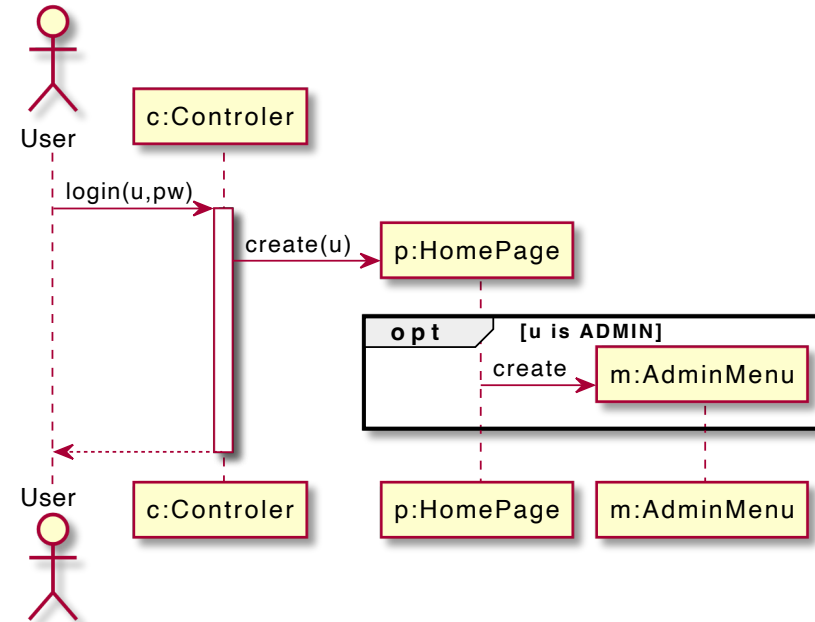 User
c:Controler
login(u,pw)
create(u)
p:HomePage
opt [u is ADMIN]
create
m:AdminMenu
User
c:Controler
p:HomePage
m:AdminMenu